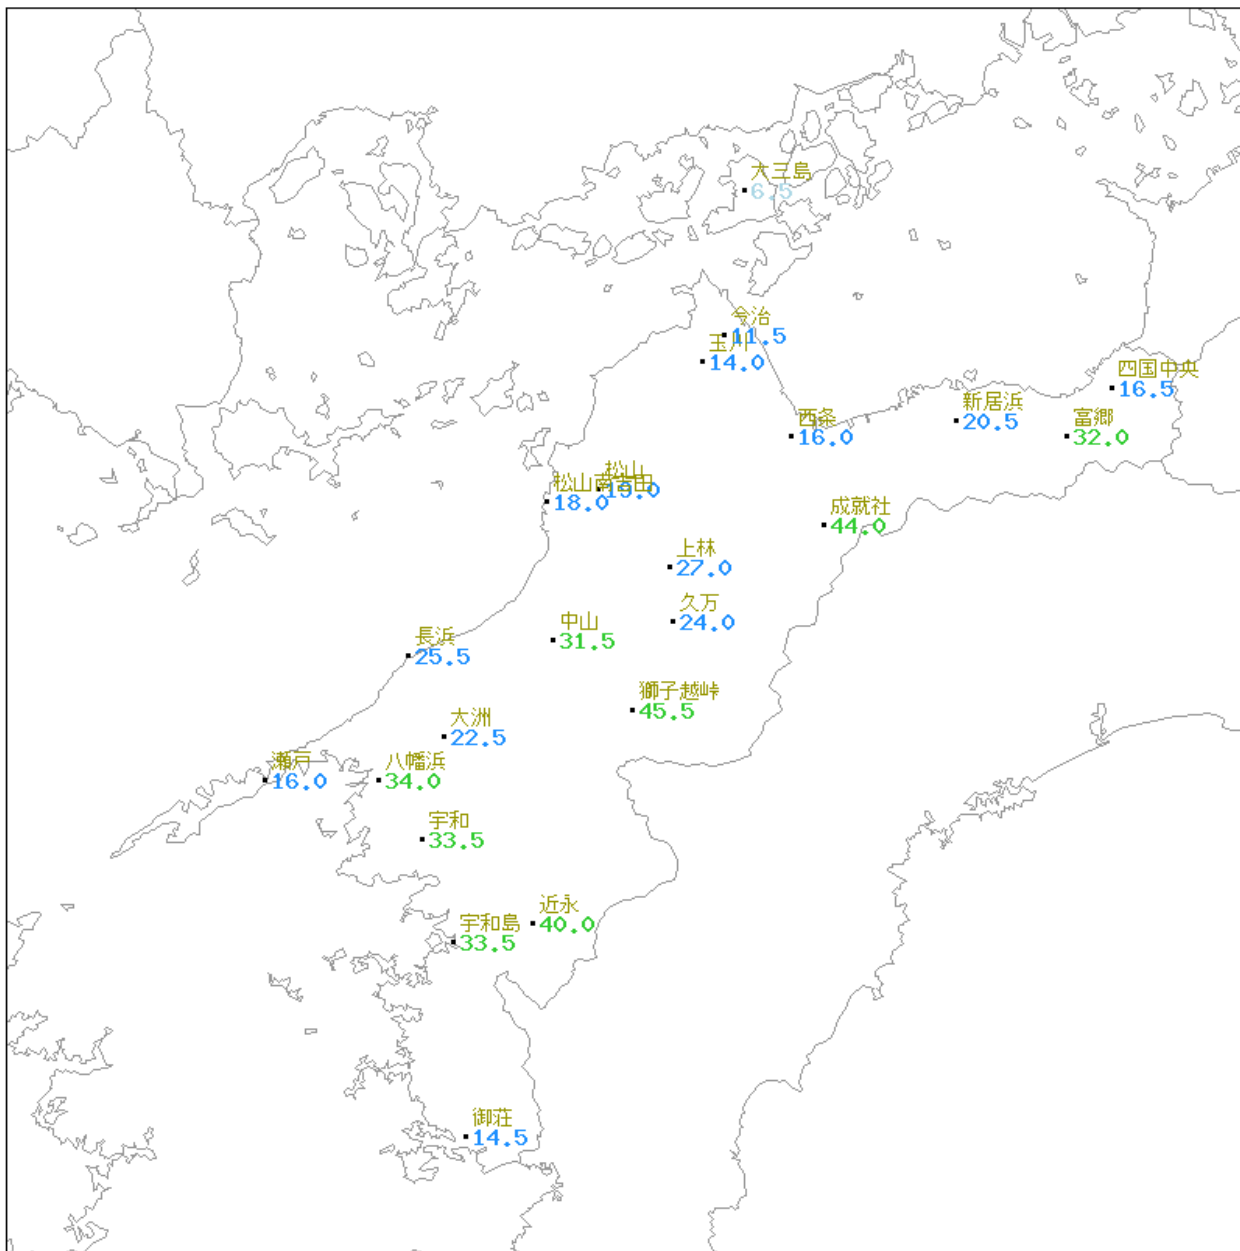 大三島
6.5
今治
11.5
玉川
14.0
四国中央
16.5
新居浜
20.5
富郷
32.0
西条
16.0
松山
19.0
松山南吉田
18.0
成就社
44.0
上林
27.0
久万
24.0
中山
31.5
長浜
25.5
獅子越峠
45.5
大洲
22.5
瀬戸
16.0
八幡浜
34.0
宇和
33.5
近永
40.0
宇和島
33.5
御荘
14.5